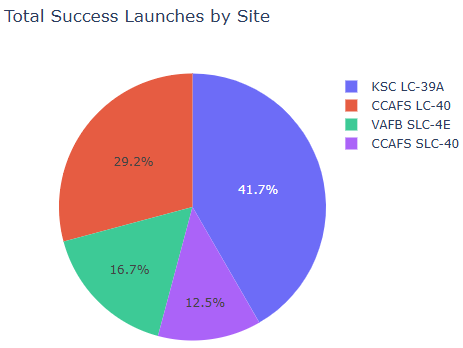 Total Success Launches by Site
KSC LC-39A
CCAFS LC-40
VAFB SLC-4E
CCAFS SLC-40
29.2%
41.7%
16.7%
12.5%